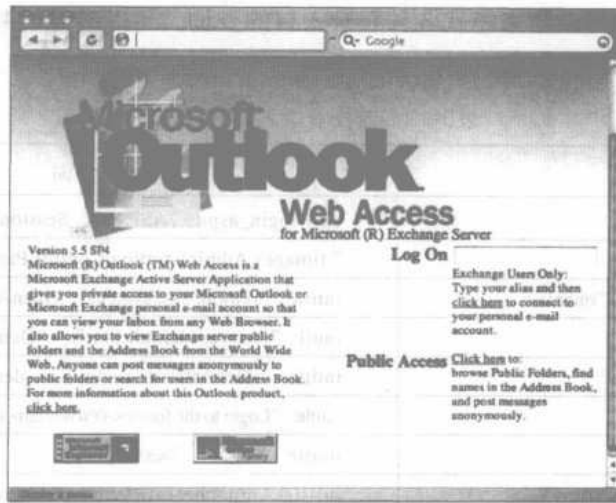 Google
Microsoft
Outlook
Web Access
for Microsoft (R) Exchange Server
Version 5.5 SP4
Microsoft (R) Outlook (TM) Web Access is a
Microsoft Exchange Active Server Application that
gives you private access to your Microsoft Outlook or
Microsoft Exchange personal e-mail account so that
you can view your Inbox from any Web Browser. It
also allows you to view Exchange server public
folders and the Address Book from the World Wide
Web. Anyone can post messages anonymously to
public folders or search for users in the Address Book.
For more information about this Outlook product,
click here.
Log On
Exchange Users Only:
Type your alias and then
click here to connect to
your personal e-mail
account.
Public Access
Click here to:
browse Public Folders, find
names in the Address Book,
and post messages
anonymously.